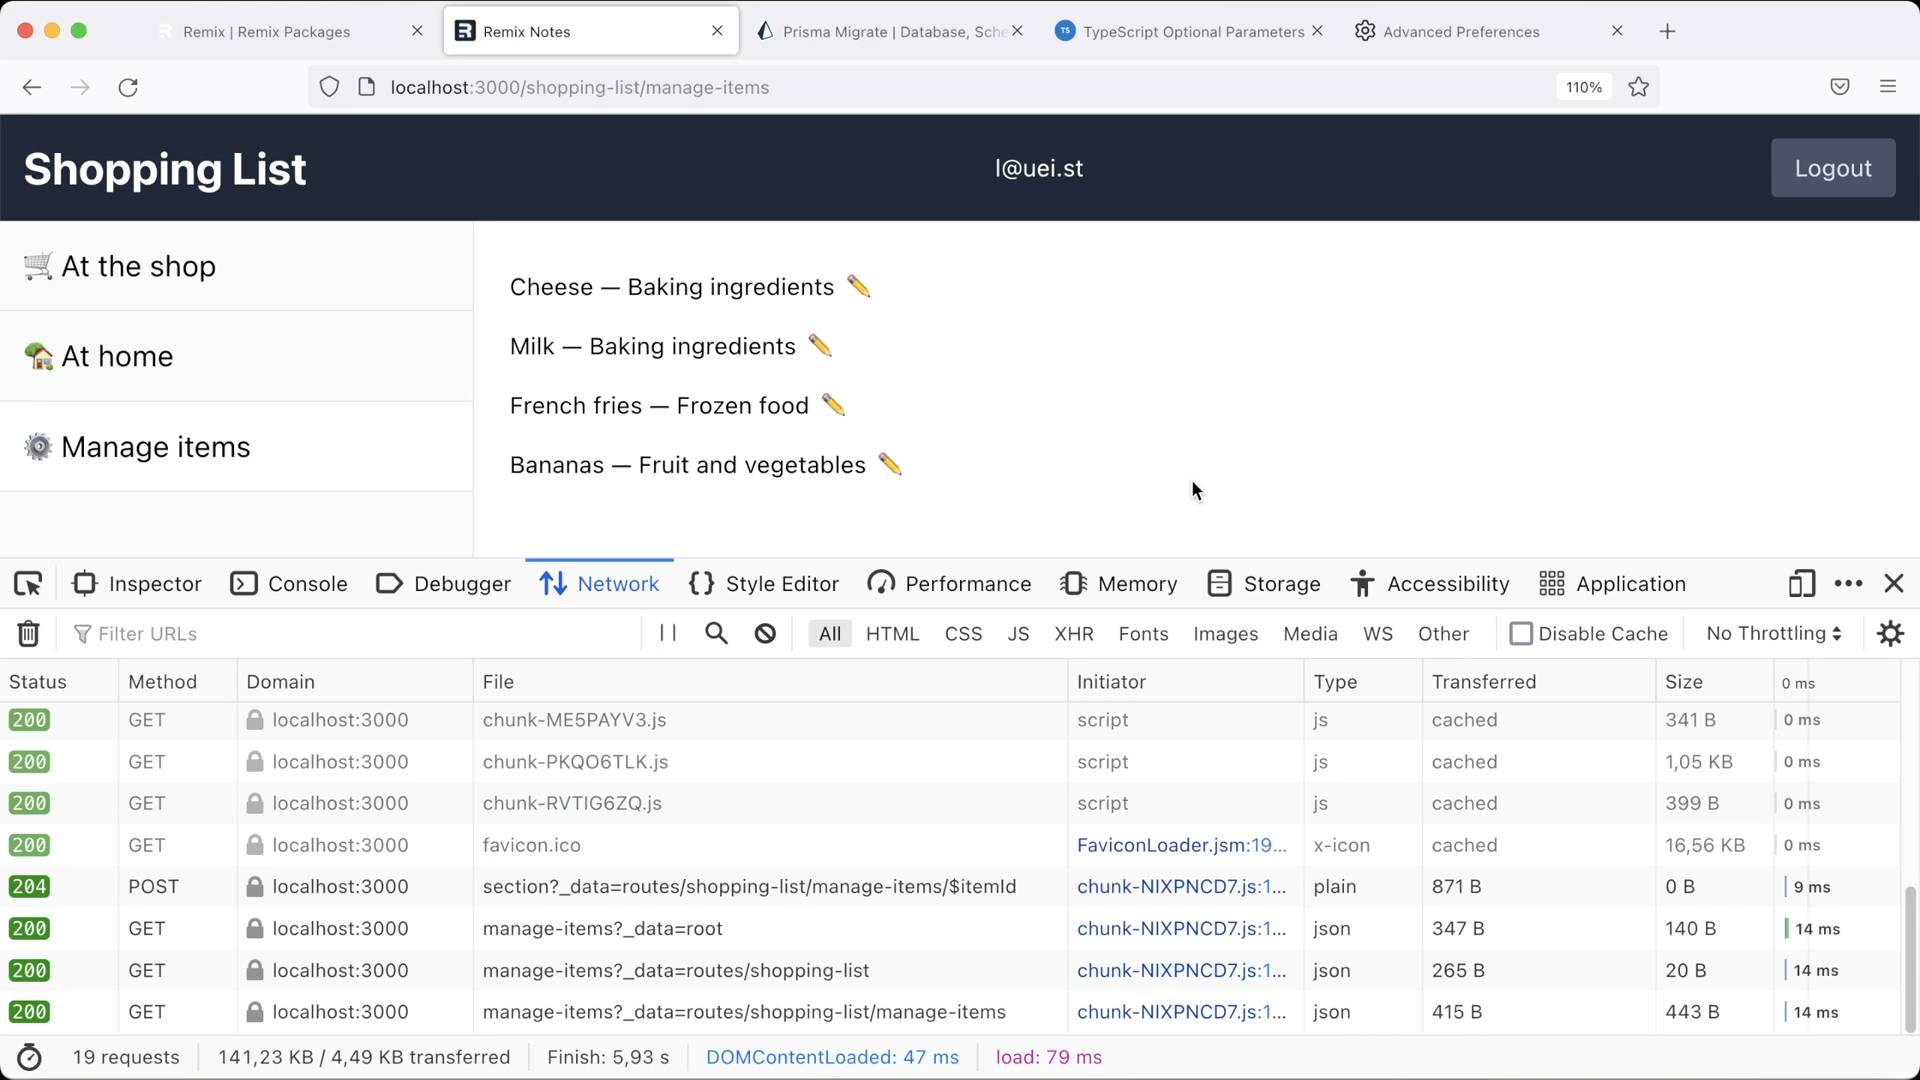 Remix | Remix Packages
Remix Notes
Prisma Migrate | Database, Sche
TS TypeScript Optional Parameters
Advanced Preferences
localhost:3000/shopping-list/manage-items
110%
Shopping List
l@uei.st
Logout
At the shop
At home
Manage items
Cheese — Baking ingredients
Milk — Baking ingredients
French fries — Frozen food
Bananas — Fruit and vegetables
Inspector Console Debugger Network Style Editor Performance Memory Storage Accessibility Application
Filter URLs All HTML CSS JS XHR Fonts Images Media WS Other Disable Cache No Throttling
Status Method Domain File Initiator Type Transferred Size 0 ms
200 GET localhost:3000 chunk-ME5PAYV3.js script js cached 341 B 0 ms
200 GET localhost:3000 chunk-PKQO6TLK.js script js cached 1,05 KB 0 ms
200 GET localhost:3000 chunk-RVTIG6ZQ.js script js cached 399 B 0 ms
200 GET localhost:3000 favicon.ico FaviconLoader.jsm:19... x-icon cached 16,56 KB 0 ms
204 POST localhost:3000 section?_data=routes/shopping-list/manage-items/$itemId chunk-NIXPNCD7.js:1... plain 871 B 0 B 9 ms
200 GET localhost:3000 manage-items?_data=root chunk-NIXPNCD7.js:1... json 347 B 140 B 14 ms
200 GET localhost:3000 manage-items?_data=routes/shopping-list chunk-NIXPNCD7.js:1... json 265 B 20 B 14 ms
200 GET localhost:3000 manage-items?_data=routes/shopping-list/manage-items chunk-NIXPNCD7.js:1... json 415 B 443 B 14 ms
19 requests 141,23 KB / 4,49 KB transferred Finish: 5,93 s DOMContentLoaded: 47 ms load: 79 ms